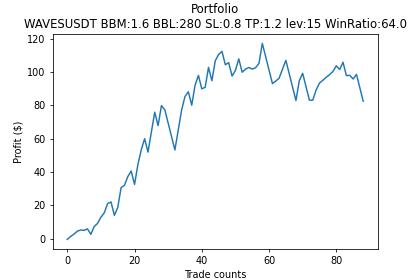 Portfolio
WAVESUSDT BBM:1.6 BBL:280 SL:0.8 TP:1.2 lev:15 WinRatio:64.0
120
100
80
60
40
20
0
Profit ($)
0 20 40 60 80
Trade counts